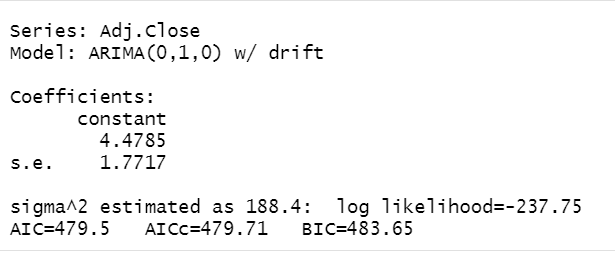 Series: Adj.Close
Model: ARIMA(0,1,0) w/ drift
Coefficients:
constant
4.4785
s.e. 1.7717
sigma^2 estimated as 188.4: log likelihood=-237.75
AIC=479.5 AICc=479.71 BIC=483.65